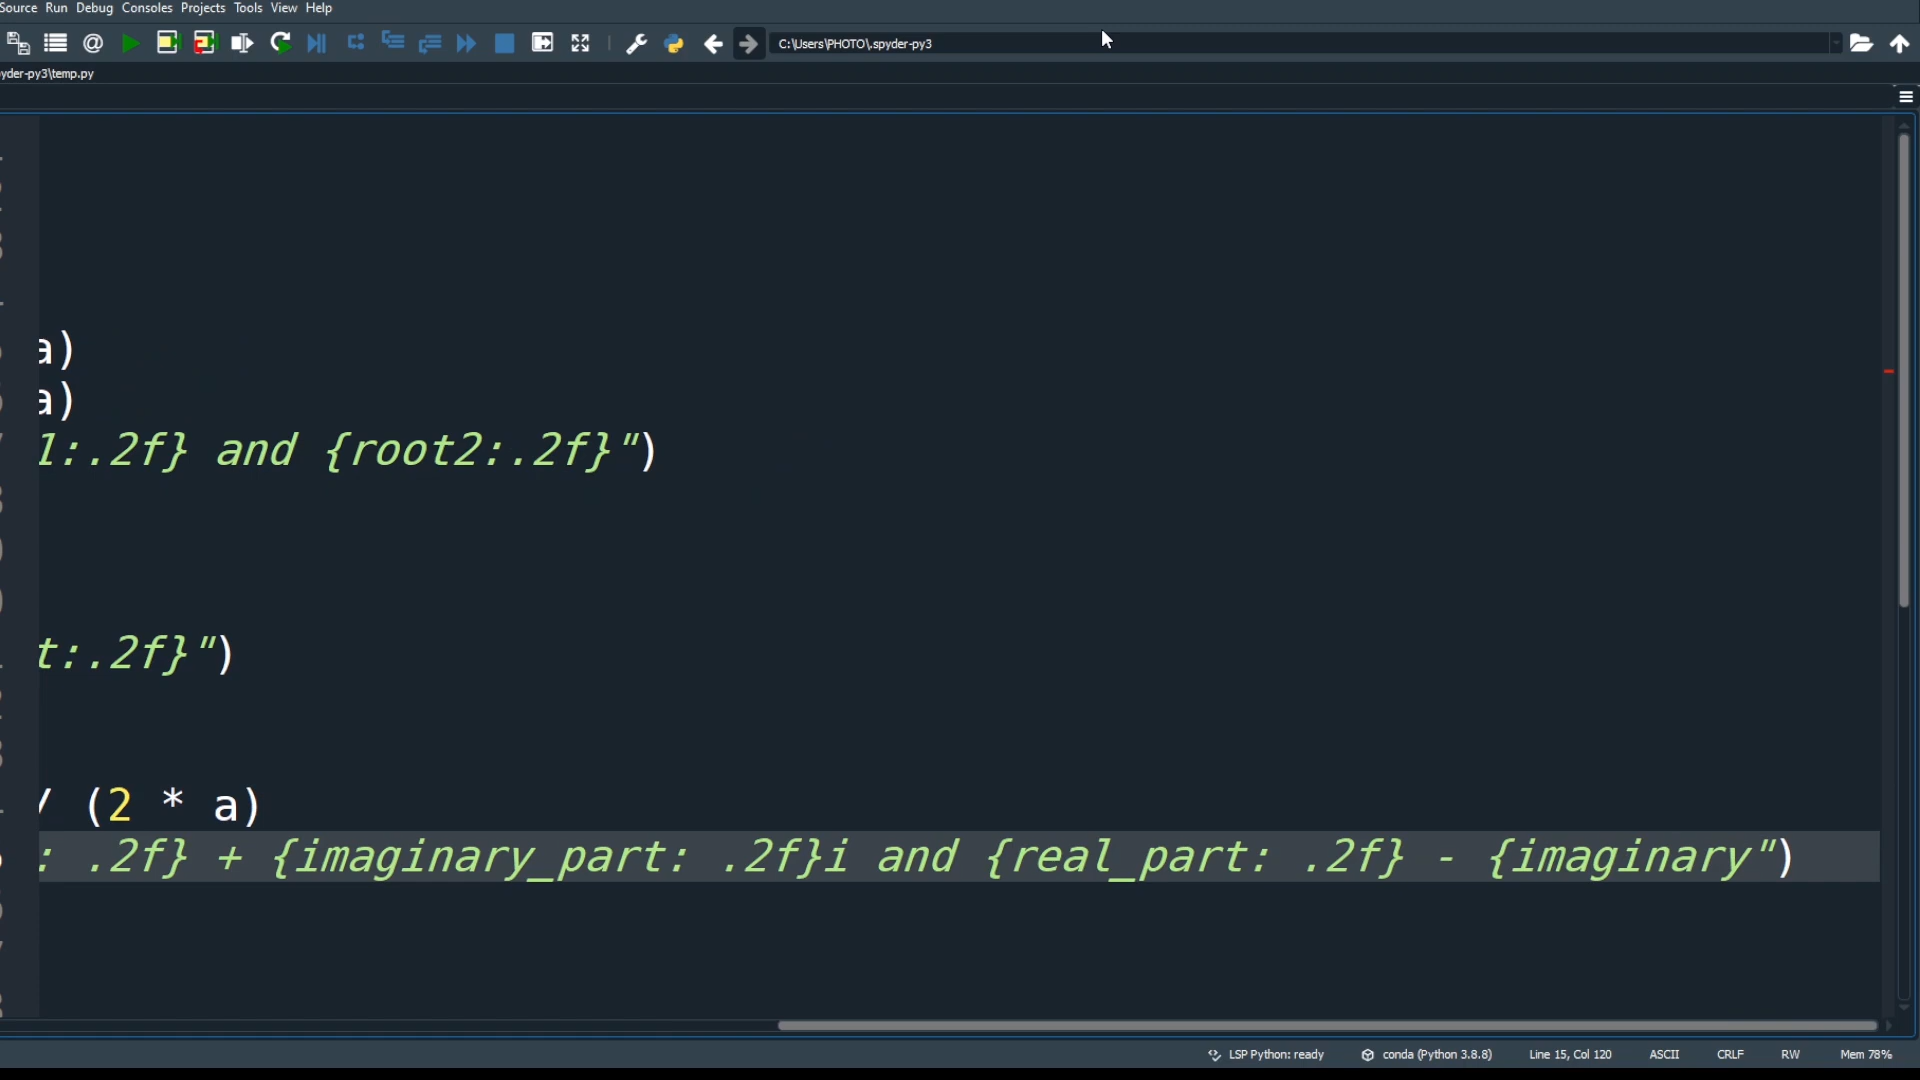 Source Run Debug Consoles Projects Tools View Help
@
C:\Users\PHOTO\.spyder-py3
yder-py3\temp.py
a)
a)
1:.2f} and {root2:.2f}")
t:.2f}")
/ (2 * a)
: .2f} + {imaginary_part: .2f}i and {real_part: .2f} - {imaginary")
LSP Python: ready conda (Python 3.8.8) Line 15, Col 120 ASCII CRLF RW Mem 78%